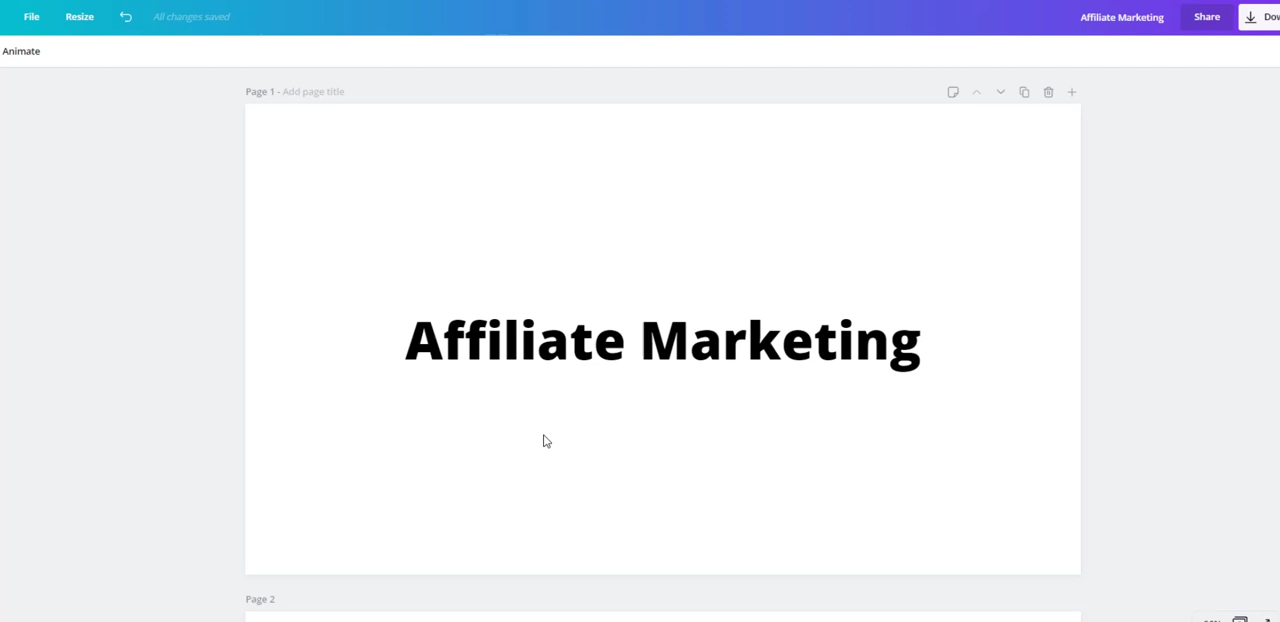 File Resize All changes saved Affiliate Marketing Share
Animate
Page 1 - Add page title
Affiliate Marketing
Page 2